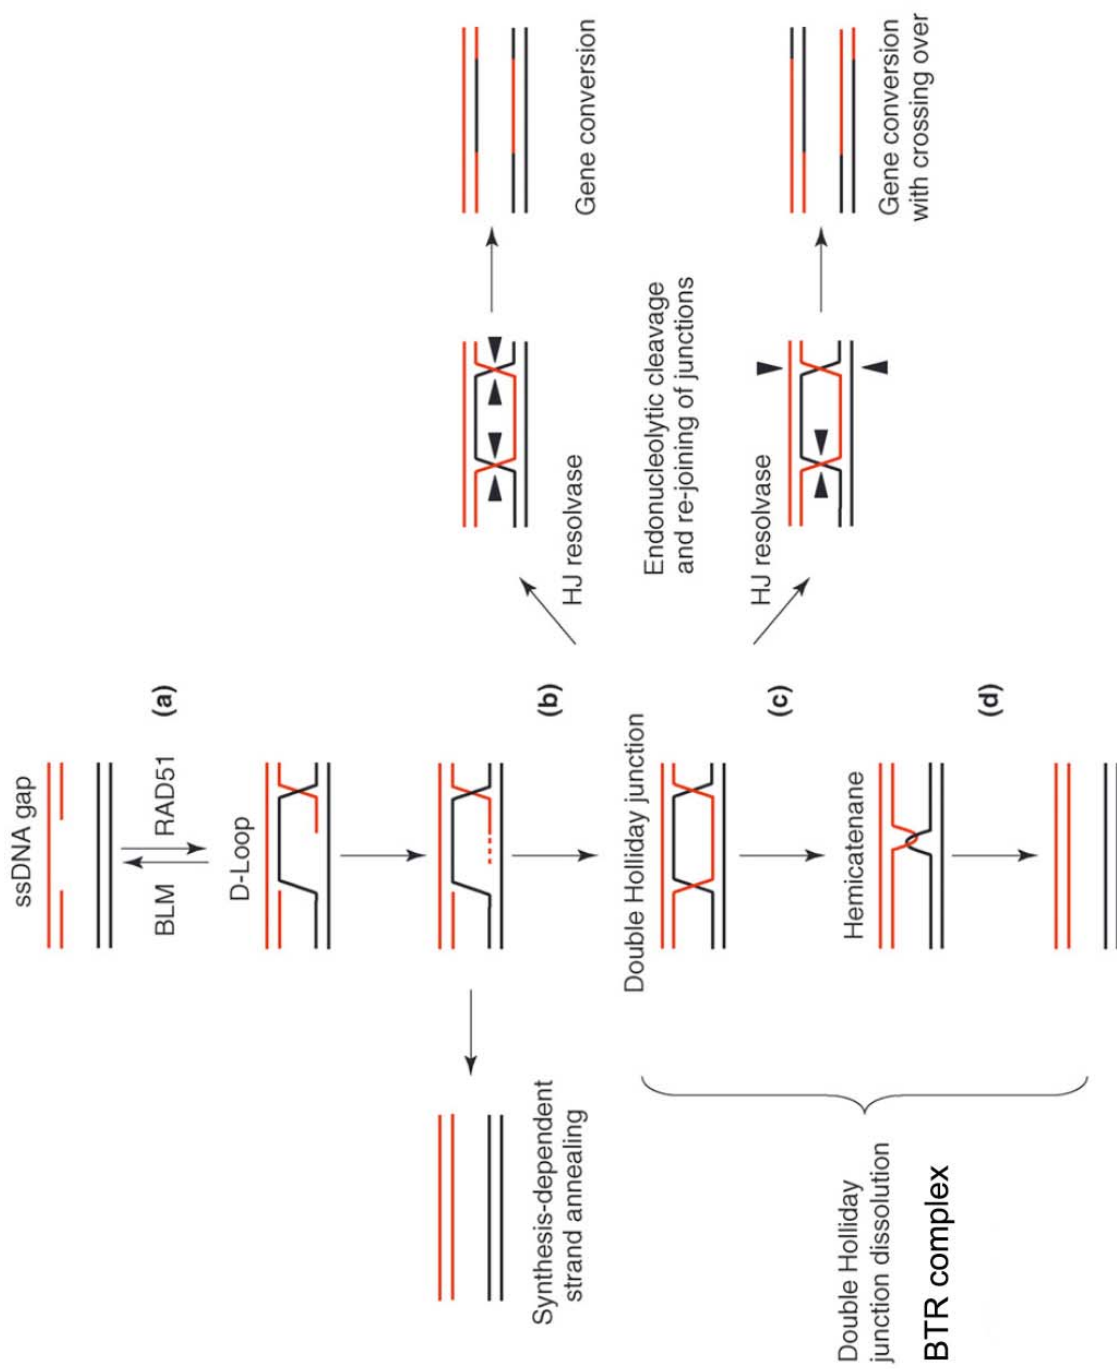 ssDNA gap
BLM
RAD51
(a)
D-Loop
(b)
Synthesis-dependent
strand annealing
Double Holliday junction
(c)
Hemicatenane
(d)
Double Holliday
junction dissolution
BTR complex
HJ resolvase
Gene conversion
Endonucleolytic cleavage
and re-joining of junctions
HJ resolvase
Gene conversion
with crossing over